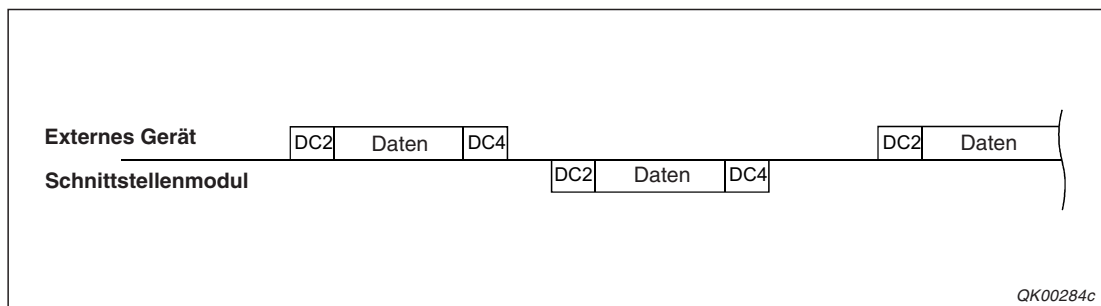 Externes Gerät DC2 Daten DC4 DC2 Daten
Schnittstellenmodul DC2 Daten DC4
QK00284c